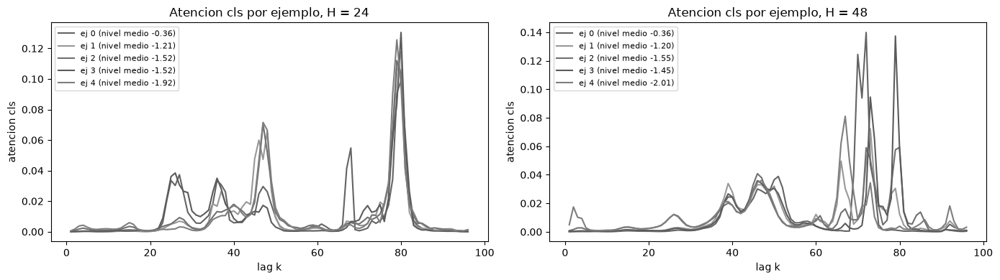 Atencion cls por ejemplo, H = 24
ej 0 (nivel medio -0.36)
ej 1 (nivel medio -1.21)
ej 2 (nivel medio -1.52)
ej 3 (nivel medio -1.52)
ej 4 (nivel medio -1.92)
atencion cls
0.12
0.10
0.08
0.06
0.04
0.02
0.00
0 20 40 60 80 100
lag k
Atencion cls por ejemplo, H = 48
ej 0 (nivel medio -0.36)
ej 1 (nivel medio -1.20)
ej 2 (nivel medio -1.55)
ej 3 (nivel medio -1.45)
ej 4 (nivel medio -2.01)
atencion cls
0.14
0.12
0.10
0.08
0.06
0.04
0.02
0.00
0 20 40 60 80 100
lag k